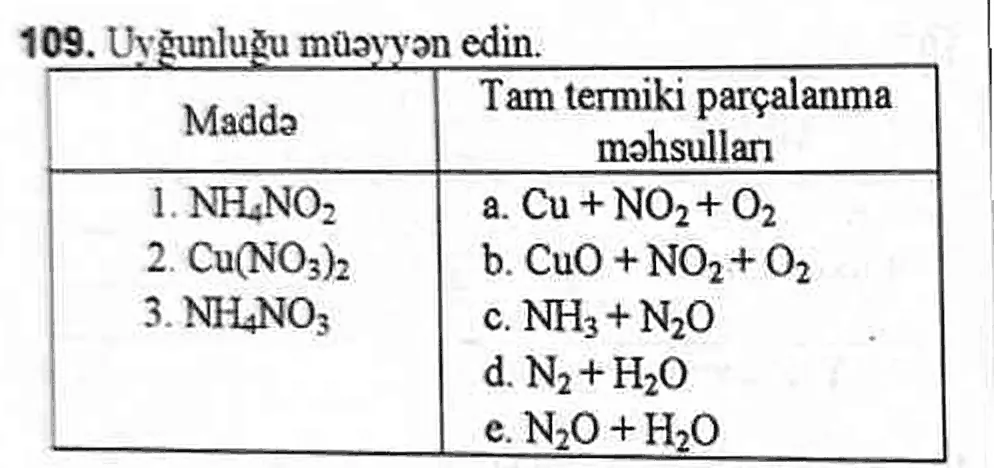 109. Uyğunluğu müəyyən edin.
Maddə
Tam termiki parçalanma
məhsulları
1. NH₄NO₂
2. Cu(NO₃)₂
3. NH₄NO₃
a. Cu + NO₂ + O₂
b. CuO + NO₂ + O₂
c. NH₃ + N₂O
d. N₂ + H₂O
e. N₂O + H₂O